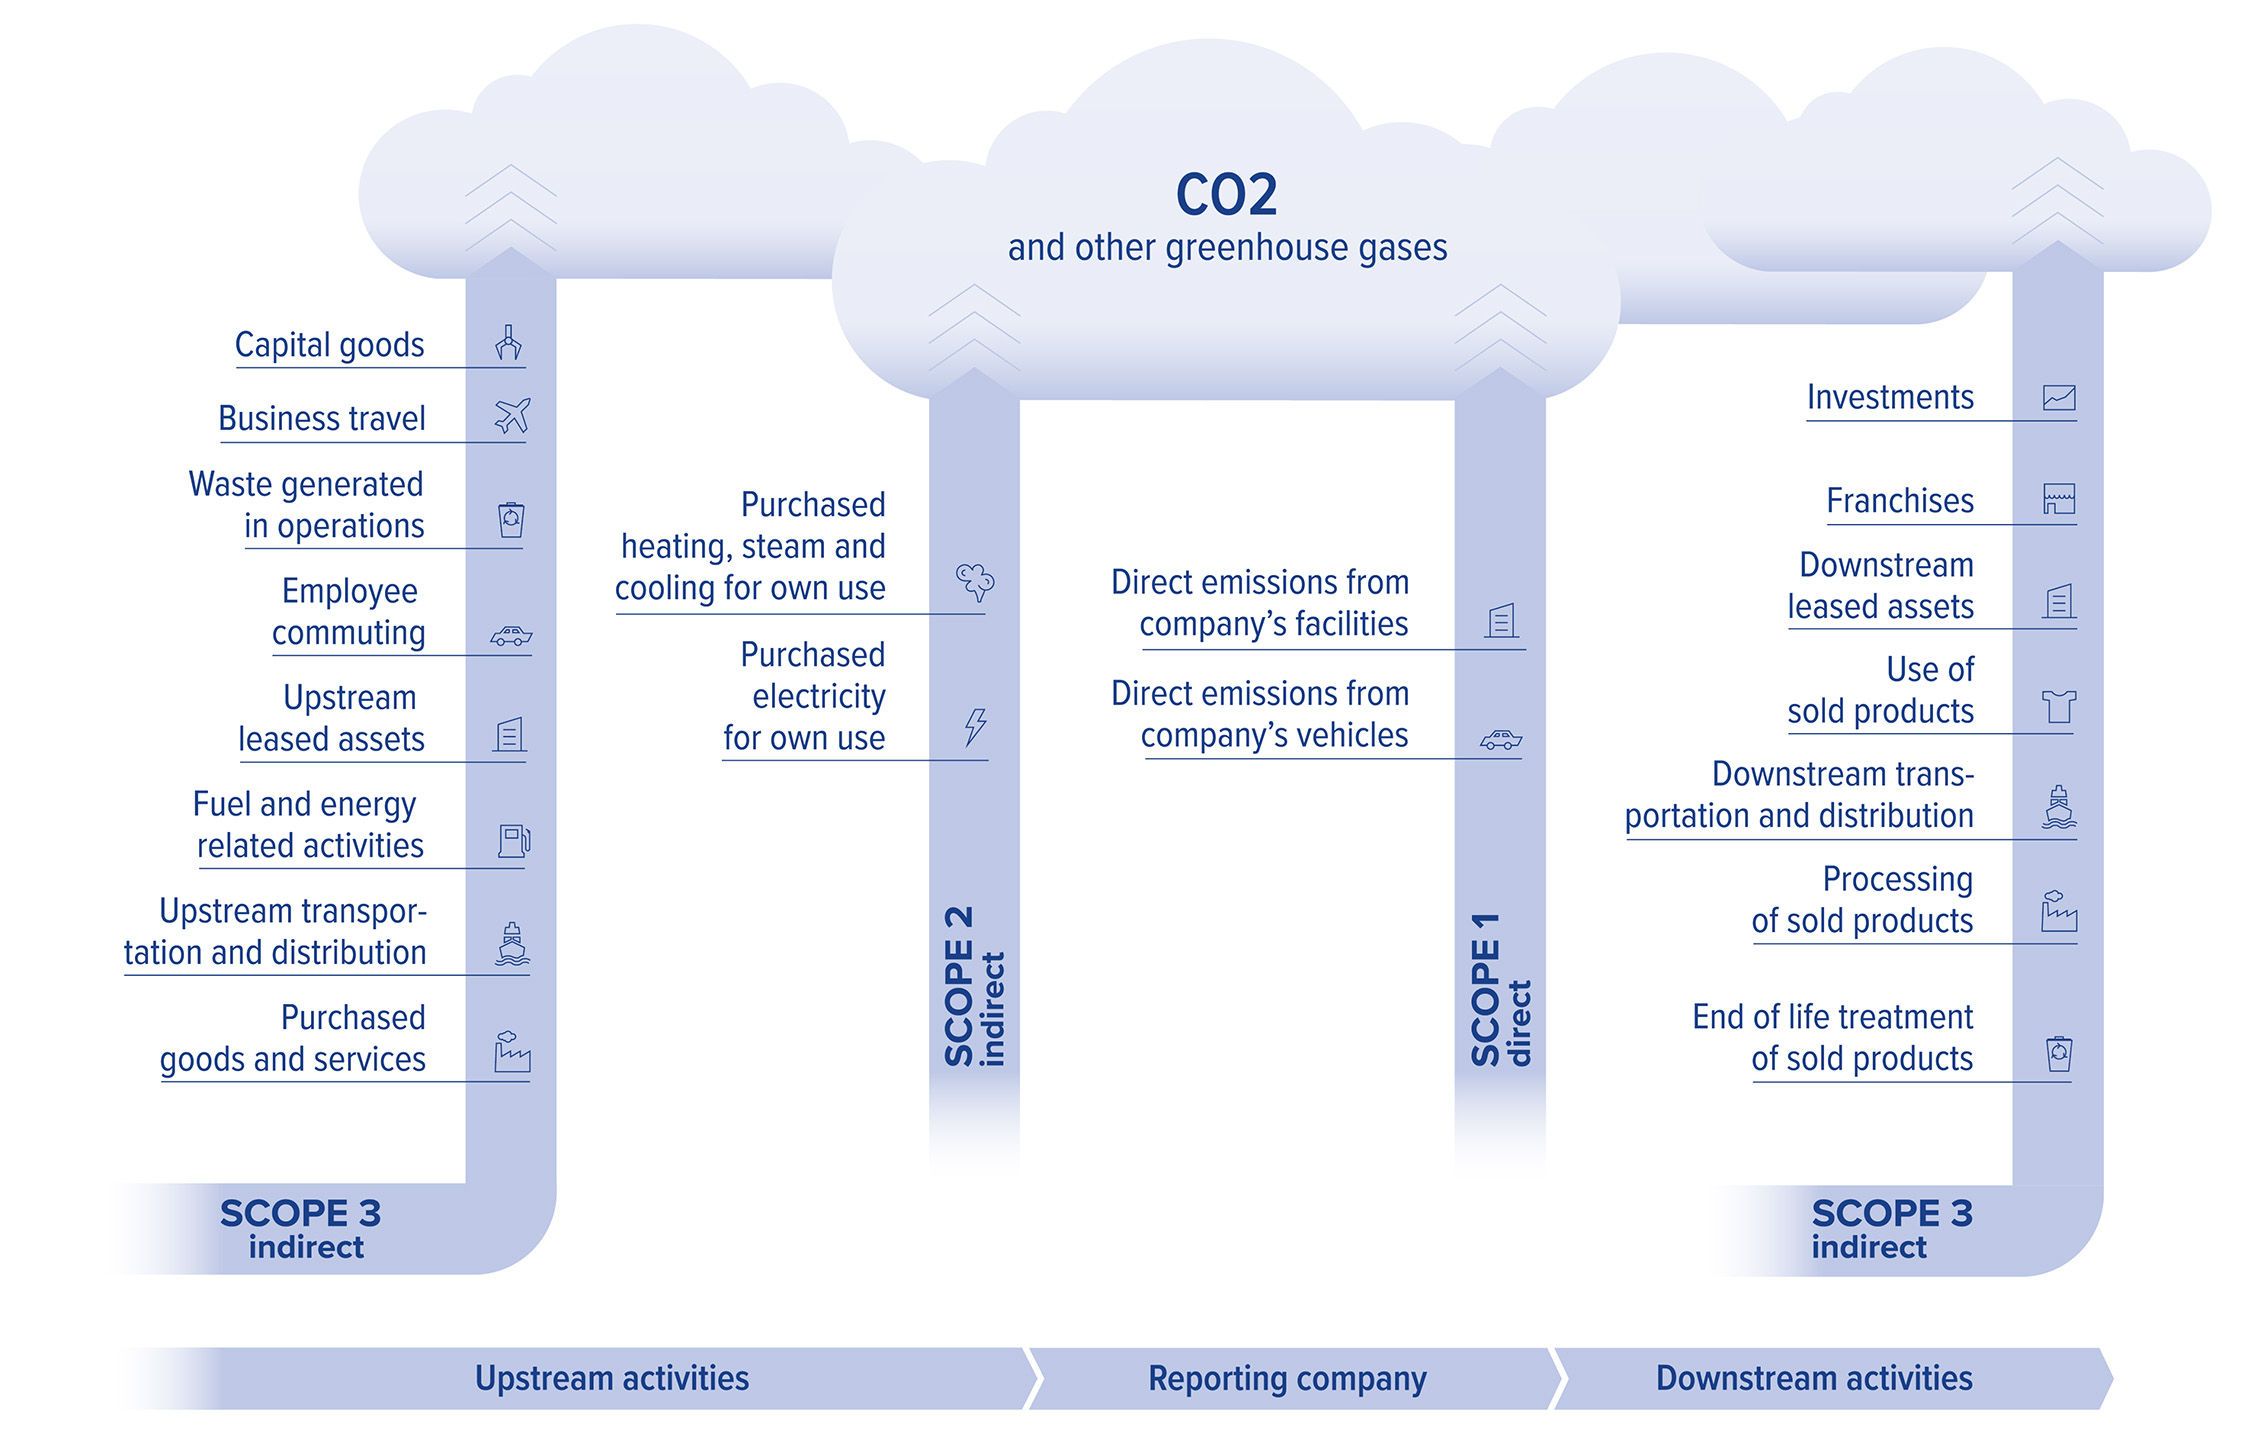 CO2
and other greenhouse gases
Capital goods
Business travel
Waste generated
in operations
Employee
commuting
Upstream
leased assets
Fuel and energy
related activities
Upstream transpor-
tation and distribution
Purchased
goods and services
SCOPE 3
indirect
Purchased
heating, steam and
cooling for own use
Purchased
electricity
for own use
SCOPE 2
indirect
Direct emissions from
company’s facilities
Direct emissions from
company’s vehicles
SCOPE 1
direct
Investments
Franchises
Downstream
leased assets
Use of
sold products
Downstream trans-
portation and distribution
Processing
of sold products
End of life treatment
of sold products
SCOPE 3
indirect
Upstream activities
Reporting company
Downstream activities